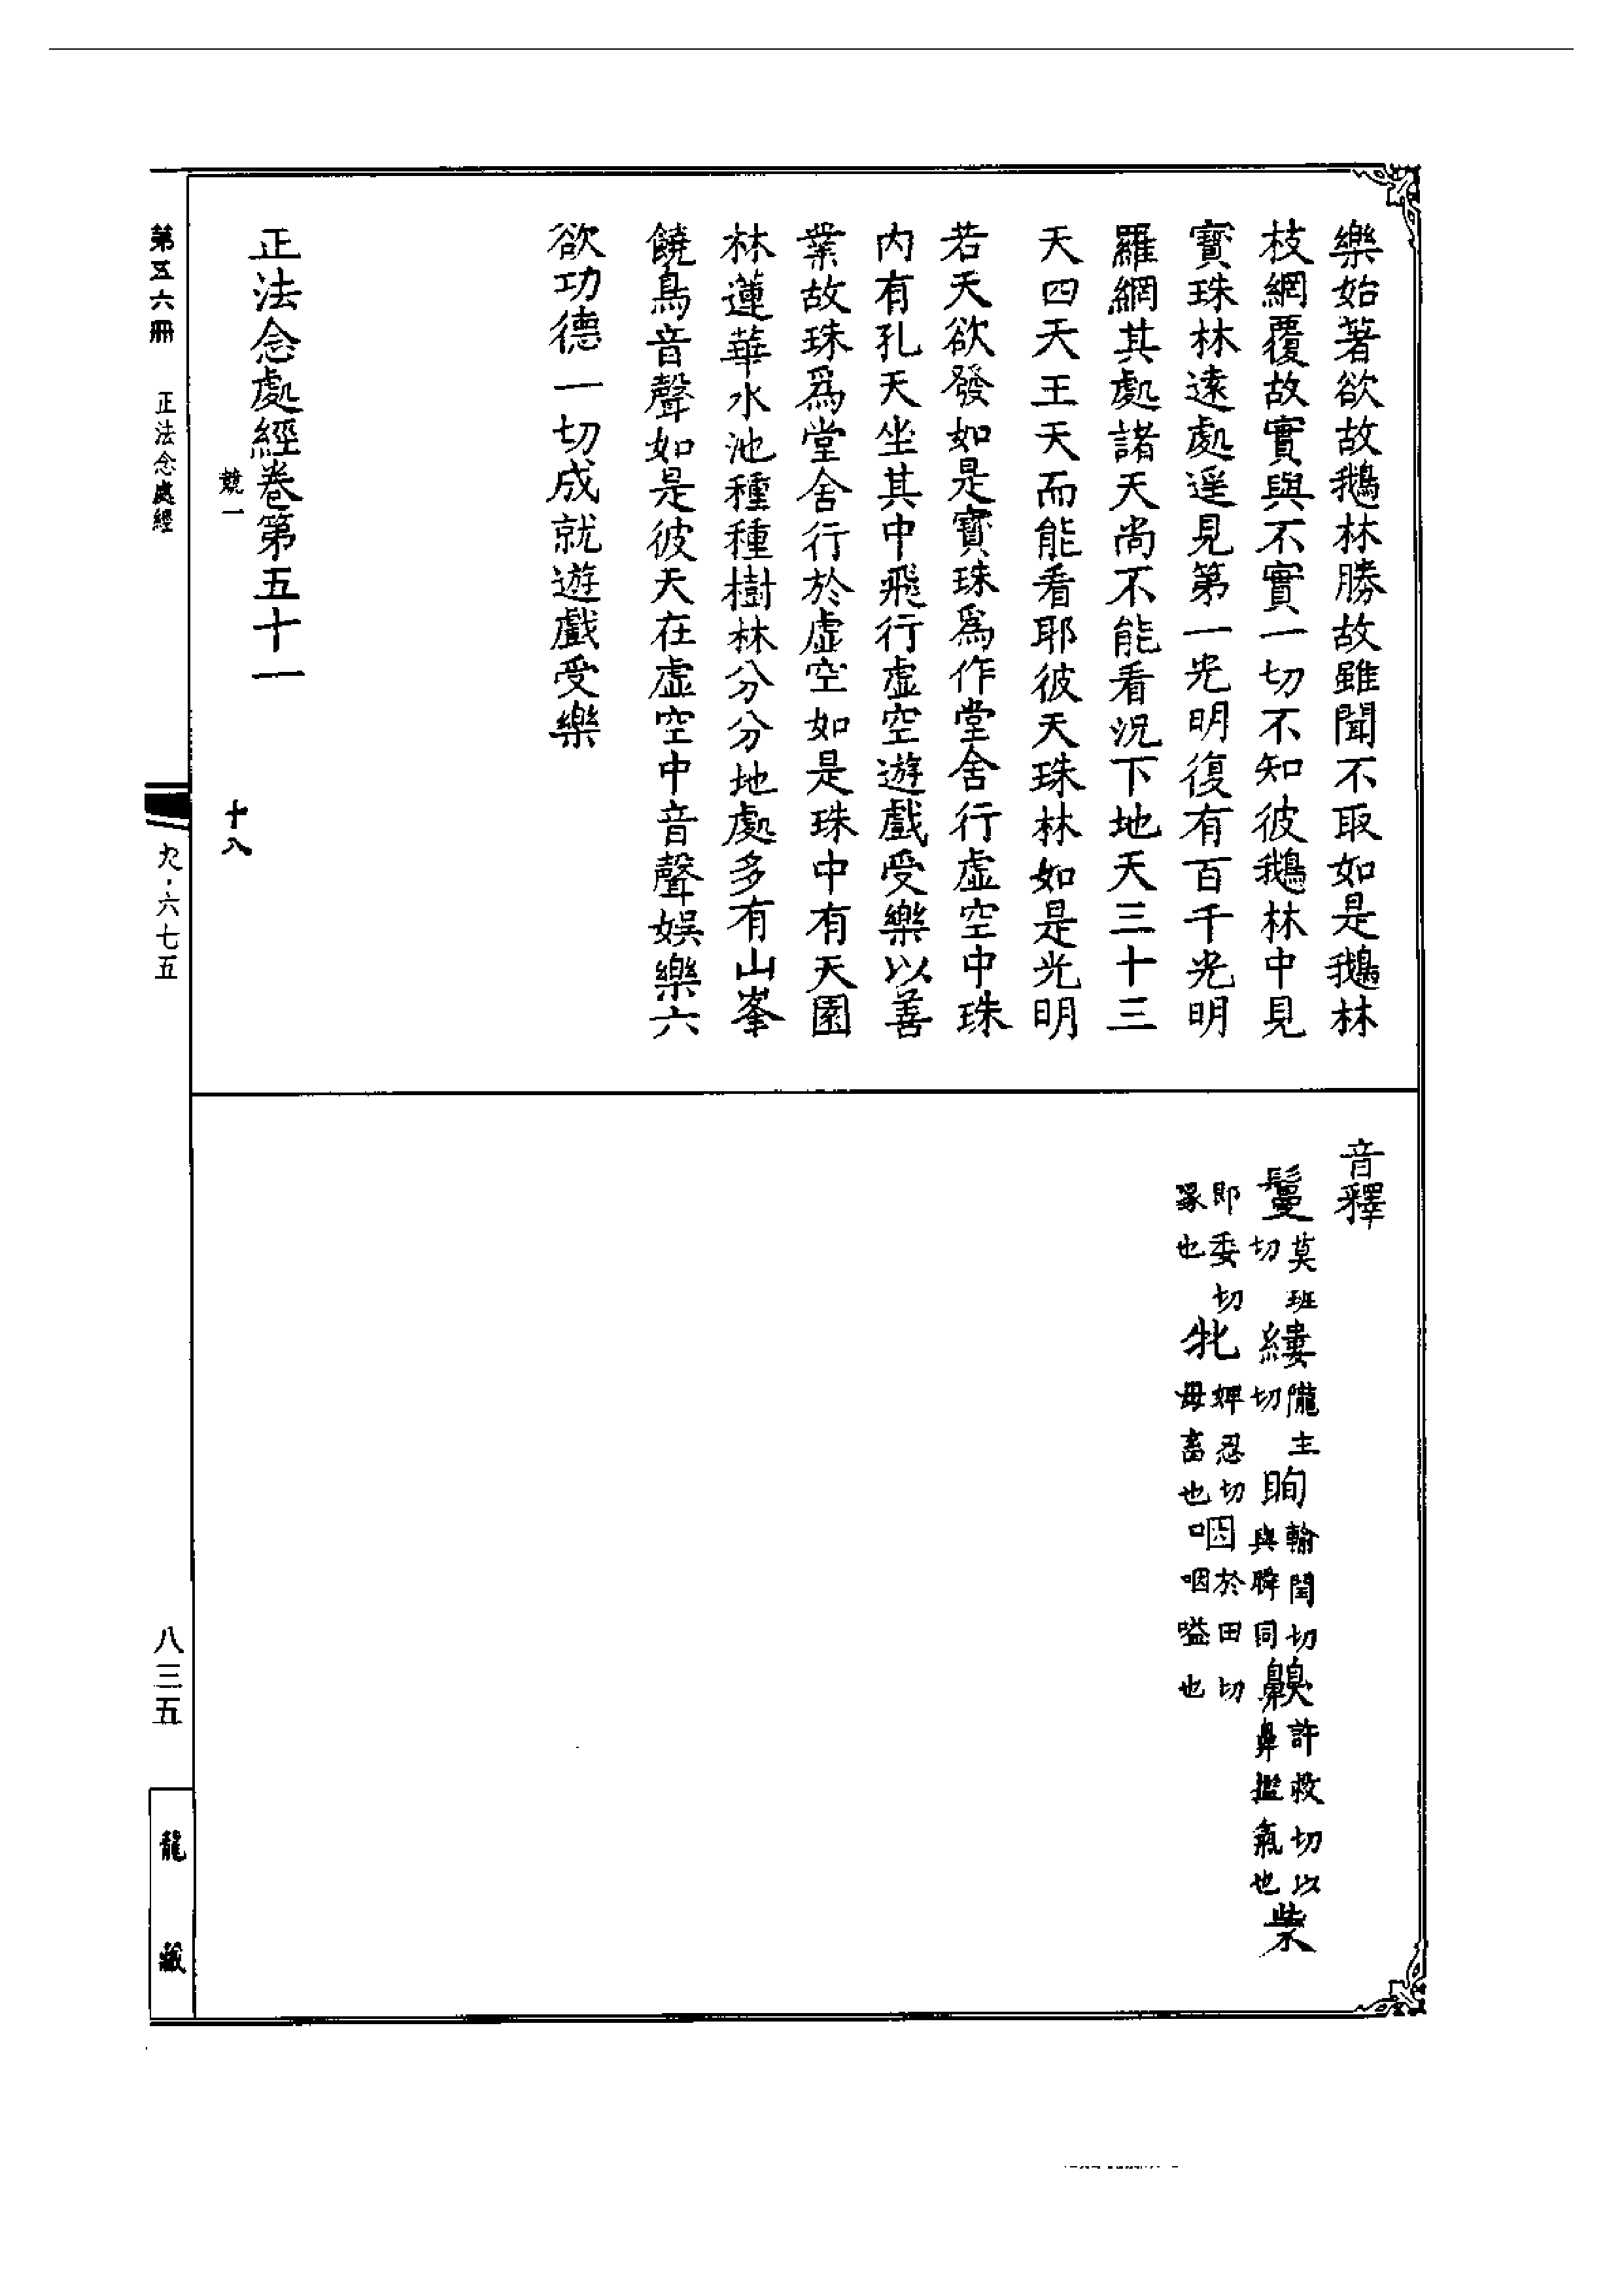 樂始著欲故鵝林勝故雖聞不取如是鵝林
枝網覆故實與不實一切不知彼鵝林中見
寶珠林遠處遥見第一光明復有百千光明
羅網其處諸天尚不能看況下地天三十三
天四天王天而能看耶彼天珠林如是光明
若天欲發如是寶珠爲作堂舍行虚空中珠
内有孔天坐其中飛行虚空遊戲受樂以善
業故珠爲堂舍行於虚空如是珠中有天園
林蓮華水池種種樹林分分地處多有山峯
饒鳥音聲如是彼天在虚空中音聲娛樂六
欲功德一切成就遊戲受樂
正法念處經卷第五十一
競一
十八
音釋
鬘莫班切 縷隴主切 眴輸閏切與瞬同 齅許救切以鼻搵氣也 紫
即委切㖨也 牝婢忍切母畜也 咽於田切口咽嗌也
第五六冊
正法念處經
九·六七五
八三五
龍藏